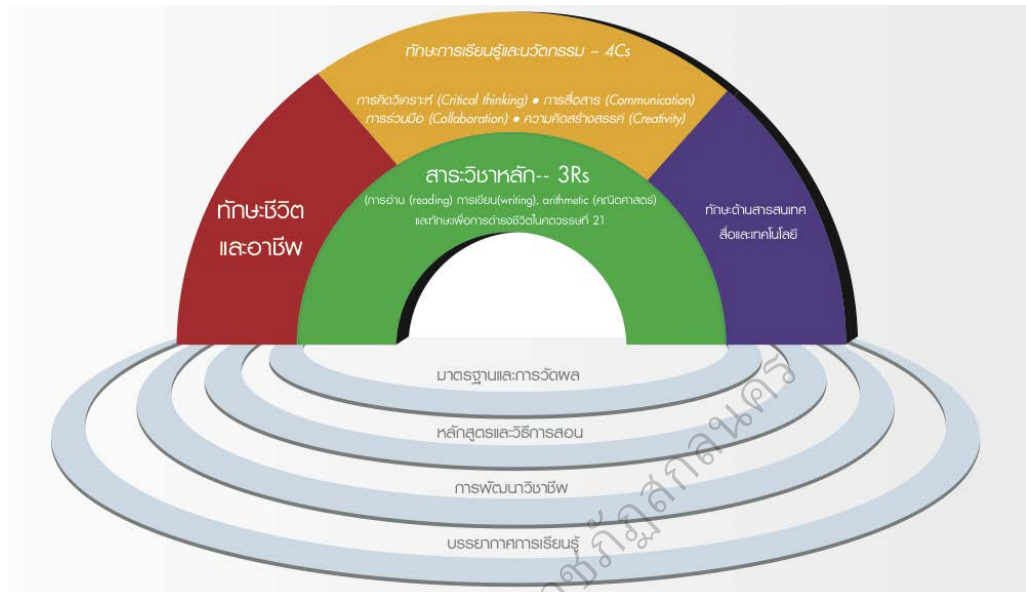 ทักษะการเรียนรู้และนวัตกรรม – 4Cs
การคิดวิเคราะห์ (Critical thinking) ● การสื่อสาร (Communication)
การร่วมมือ (Collaboration) ● ความคิดสร้างสรรค์ (Creativity)
สาระวิชาหลัก-- 3Rs
(การอ่าน (reading) การเขียน(writing), arithmetic (คณิตศาสตร์)
และทักษะเพื่อการดำรงชีวิตในศตวรรษที่ 21
ทักษะชีวิต
และอาชีพ
ทักษะด้านสารสนเทศ
สื่อและเทคโนโลยี
มาตรฐานและการวัดผล
หลักสูตรและวิธีการสอน
การพัฒนาวิชาชีพ
บรรยากาศการเรียนรู้